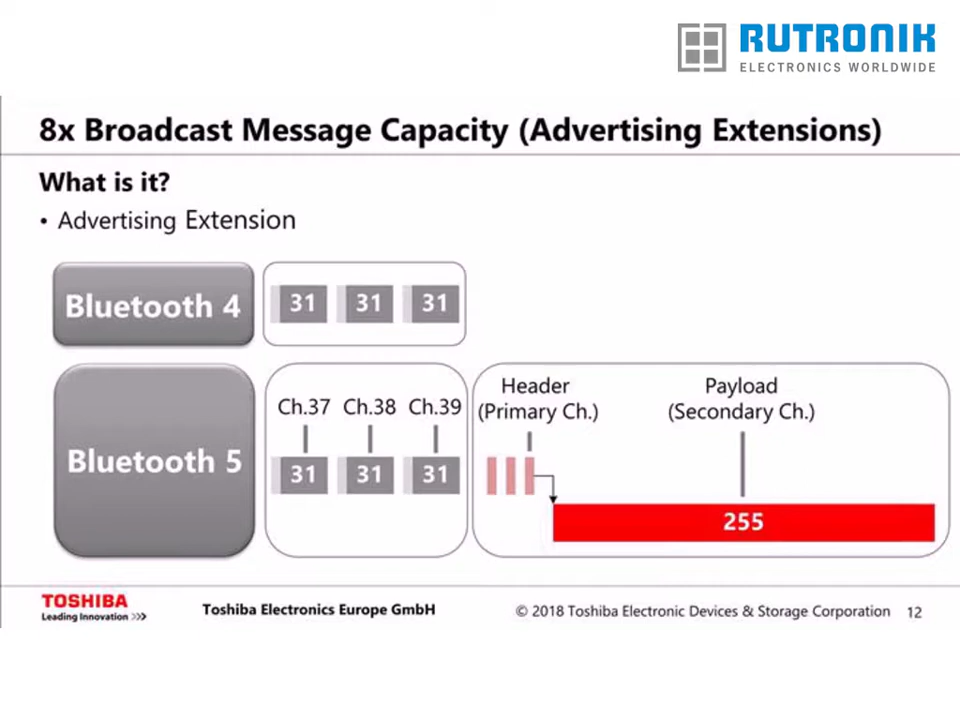 RUTRONIK
ELECTRONICS WORLDWIDE
8x Broadcast Message Capacity (Advertising Extensions)
What is it?
• Advertising Extension
Bluetooth 4
31 31 31
Bluetooth 5
Ch.37 Ch.38 Ch.39
31 31 31
Header
(Primary Ch.)
Payload
(Secondary Ch.)
255
TOSHIBA
Leading Innovation >>>
Toshiba Electronics Europe GmbH
© 2018 Toshiba Electronic Devices & Storage Corporation 12